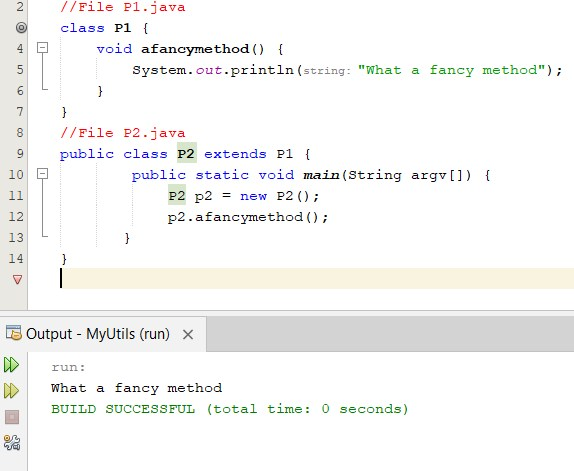 2 //File P1.java
class P1 {
4 void afancymethod() {
5 System.out.println(string: "What a fancy method");
6 }
7 }
8 //File P2.java
9 public class P2 extends P1 {
10 public static void main(String argv[]) {
11 P2 p2 = new P2();
12 p2.afancymethod();
13 }
14 }
Output - MyUtils (run) ×
run:
What a fancy method
BUILD SUCCESSFUL (total time: 0 seconds)